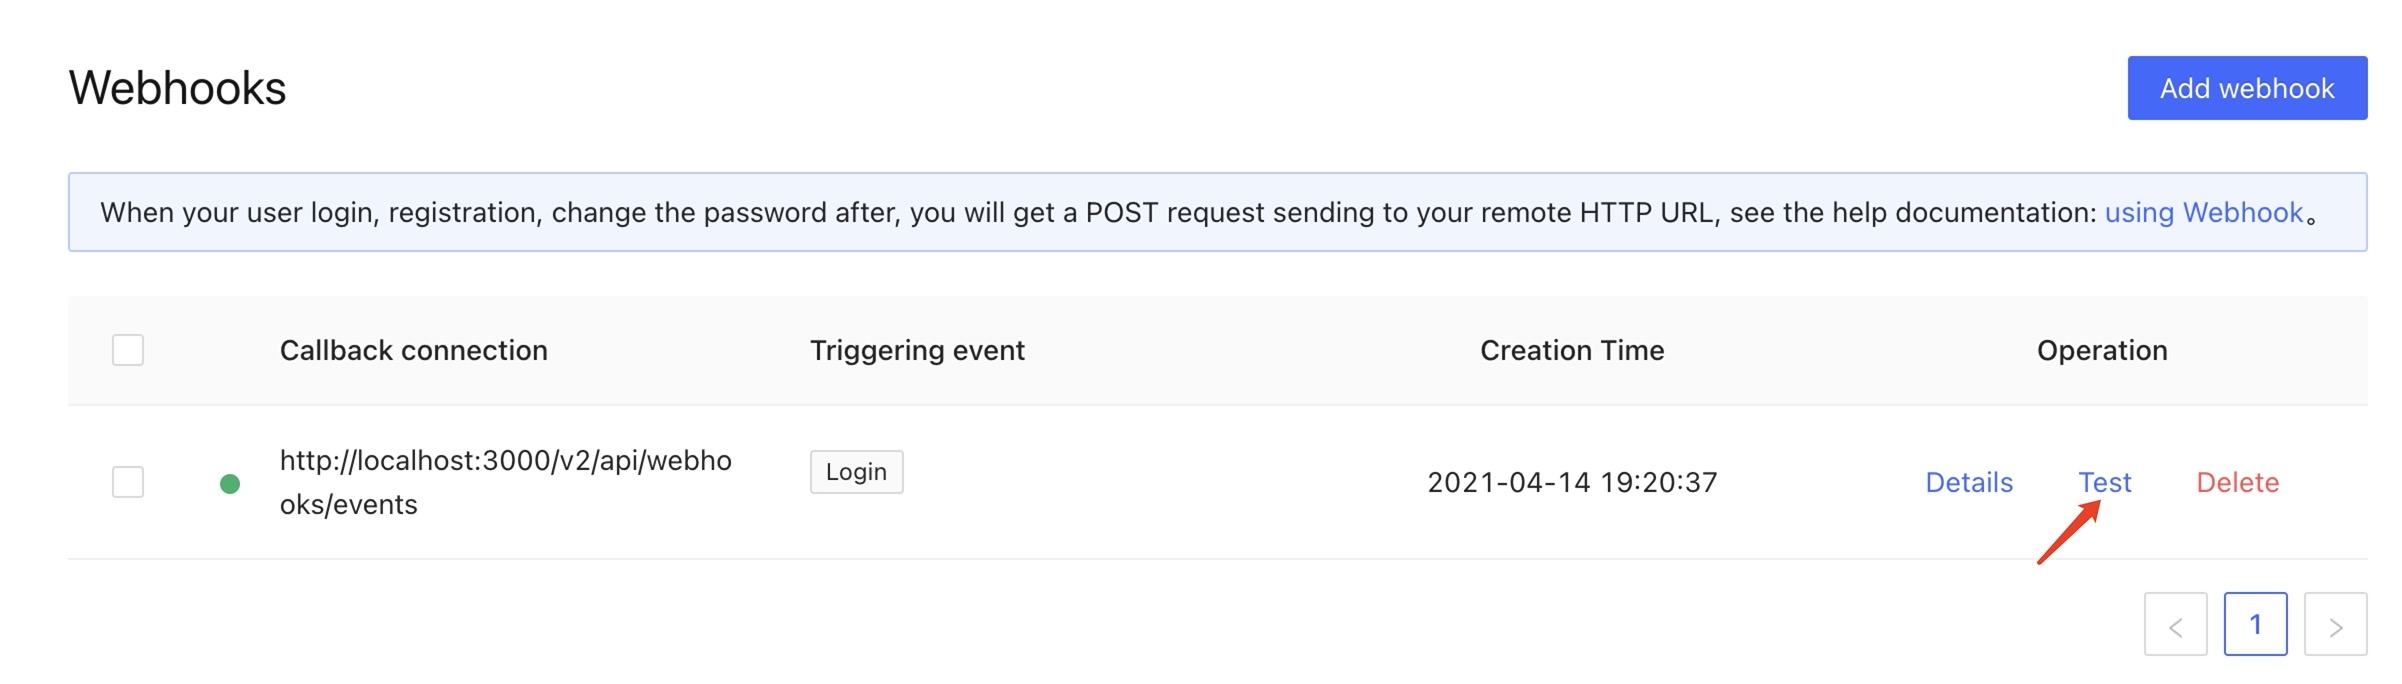 Webhooks
Add webhook
When your user login, registration, change the password after, you will get a POST request sending to your remote HTTP URL, see the help documentation: using Webhook。
Callback connection Triggering event Creation Time Operation
http://localhost:3000/v2/api/webho
oks/events
Login
2021-04-14 19:20:37
Details Test Delete
< 1 >